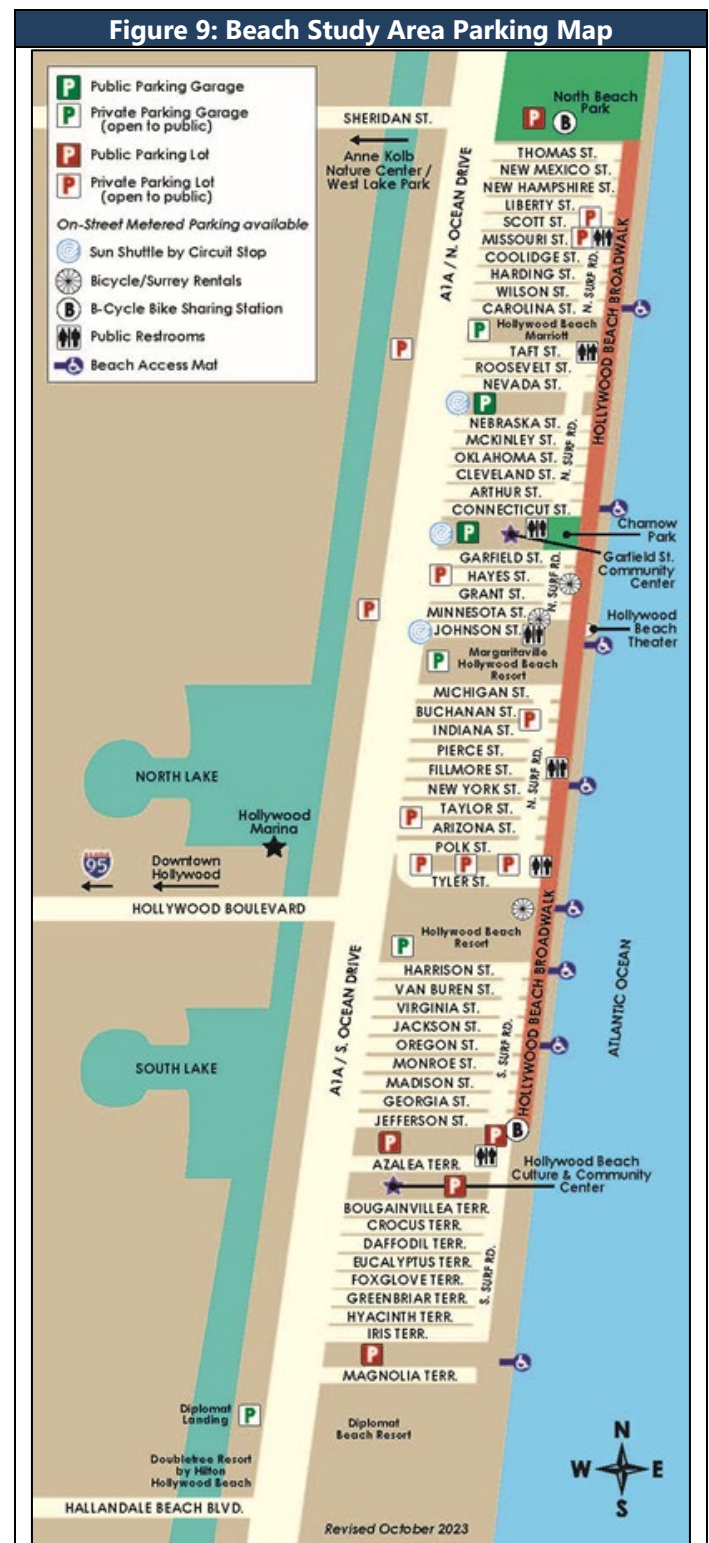 Figure 9: Beach Study Area Parking Map
P Public Parking Garage
P Private Parking Garage
(open to public)
P Public Parking Lot
P Private Parking Lot
(open to public)
On-Street Metered Parking available
Sun Shuttle by Circuit Stop
Bicycle/Surrey Rentals
B B-Cycle Bike Sharing Station
Public Restrooms
Beach Access Mat
North Beach
Park
P B
SHERIDAN ST.
Anne Kolb
Nature Center /
West Lake Park
A1A / N. OCEAN DRIVE
THOMAS ST.
NEW MEXICO ST.
NEW HAMPSHIRE ST.
LIBERTY ST.
SCOTT ST.
P
MISSOURI ST.
P
COOLIDGE ST.
HARDING ST.
WILSON ST.
CAROLINA ST.
N. SURF RD.
HOLLYWOOD BEACH BROADWALK
P
Hollywood Beach
Marriott
P
TAFT ST.
ROOSEVELT ST.
NEVADA ST.
P
NEBRASKA ST.
MCKINLEY ST.
OKLAHOMA ST.
CLEVELAND ST.
ARTHUR ST.
CONNECTICUT ST.
N. SURF RD.
P
Charnow
Park
Garfield St.
Community
Center
GARFIELD ST.
P
HAYES ST.
GRANT ST.
MINNESOTA ST.
JOHNSON ST.
N. SURF RD.
P
Hollywood
Beach
Theater
P
Margaritaville
Hollywood Beach
Resort
MICHIGAN ST.
BUCHANAN ST.
P
INDIANA ST.
PIERCE ST.
FILLMORE ST.
NEW YORK ST.
N. SURF RD.
TAYLOR ST.
P
ARIZONA ST.
POLK ST.
P P P
TYLER ST.
NORTH LAKE
Hollywood
Marina
95
Downtown
Hollywood
HOLLYWOOD BOULEVARD
Hollywood Beach
Resort
P
HOLLYWOOD BEACH BROADWALK
ATLANTIC OCEAN
A1A / S. OCEAN DRIVE
HARRISON ST.
VAN BUREN ST.
VIRGINIA ST.
JACKSON ST.
OREGON ST.
MONROE ST.
MADISON ST.
GEORGIA ST.
JEFFERSON ST.
S. SURF RD.
SOUTH LAKE
P P B
AZALEA TERR.
P
Hollywood Beach
Culture & Community
Center
BOUGAINVILLEA TERR.
CROCUS TERR.
DAFFODIL TERR.
EUCALYPTUS TERR.
FOXGLOVE TERR.
GREENBRIAR TERR.
HYACINTH TERR.
IRIS TERR.
S. SURF RD.
P
MAGNOLIA TERR.
Diplomat
Landing
P
Diplomat
Beach Resort
Doubletree Resort
by Hilton
Hollywood Beach
HALLANDALE BEACH BLVD.
N
W E
S
Revised October 2023